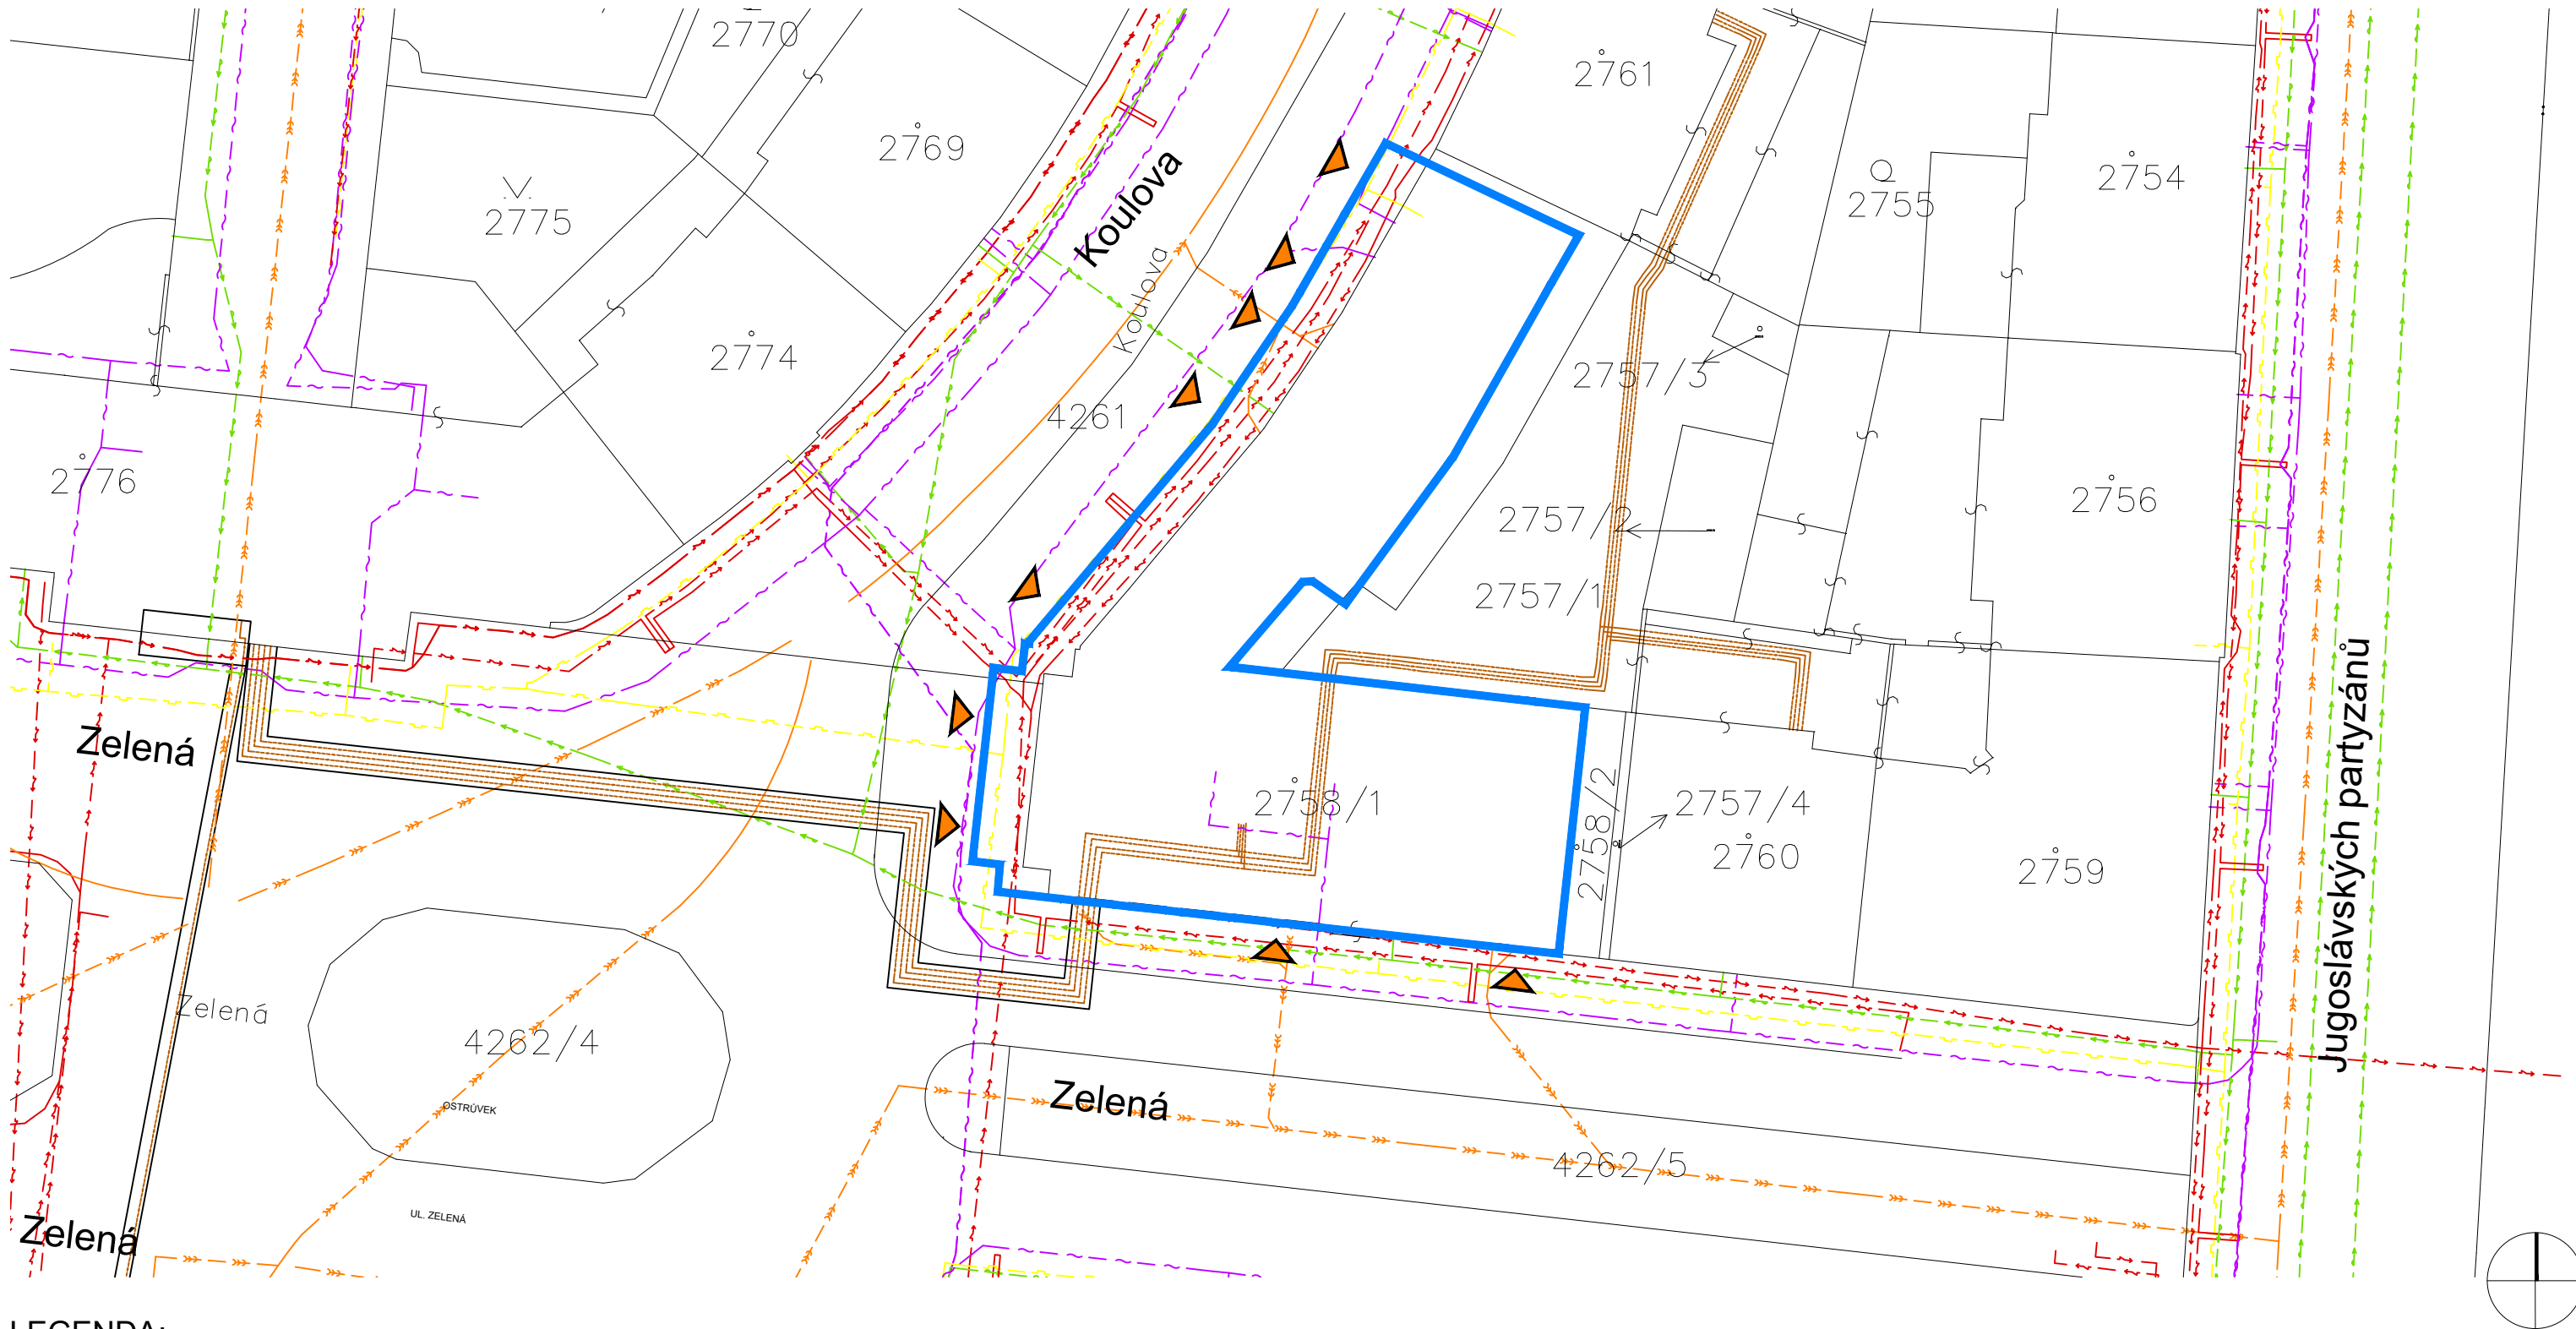 2770
2761
2769
2754
2755
2775
Koulova
Koulova
2774
2757/3
4261
2776
2756
2757/2
2757/1
Zelená
Jugoslávských partyzánů
2758/1
2758/2
2757/4
2760
2759
Zelená
4262/4
OSTRŮVEK
Zelená
4262/5
UL. ZELENÁ
Zelená
LEGENDA: